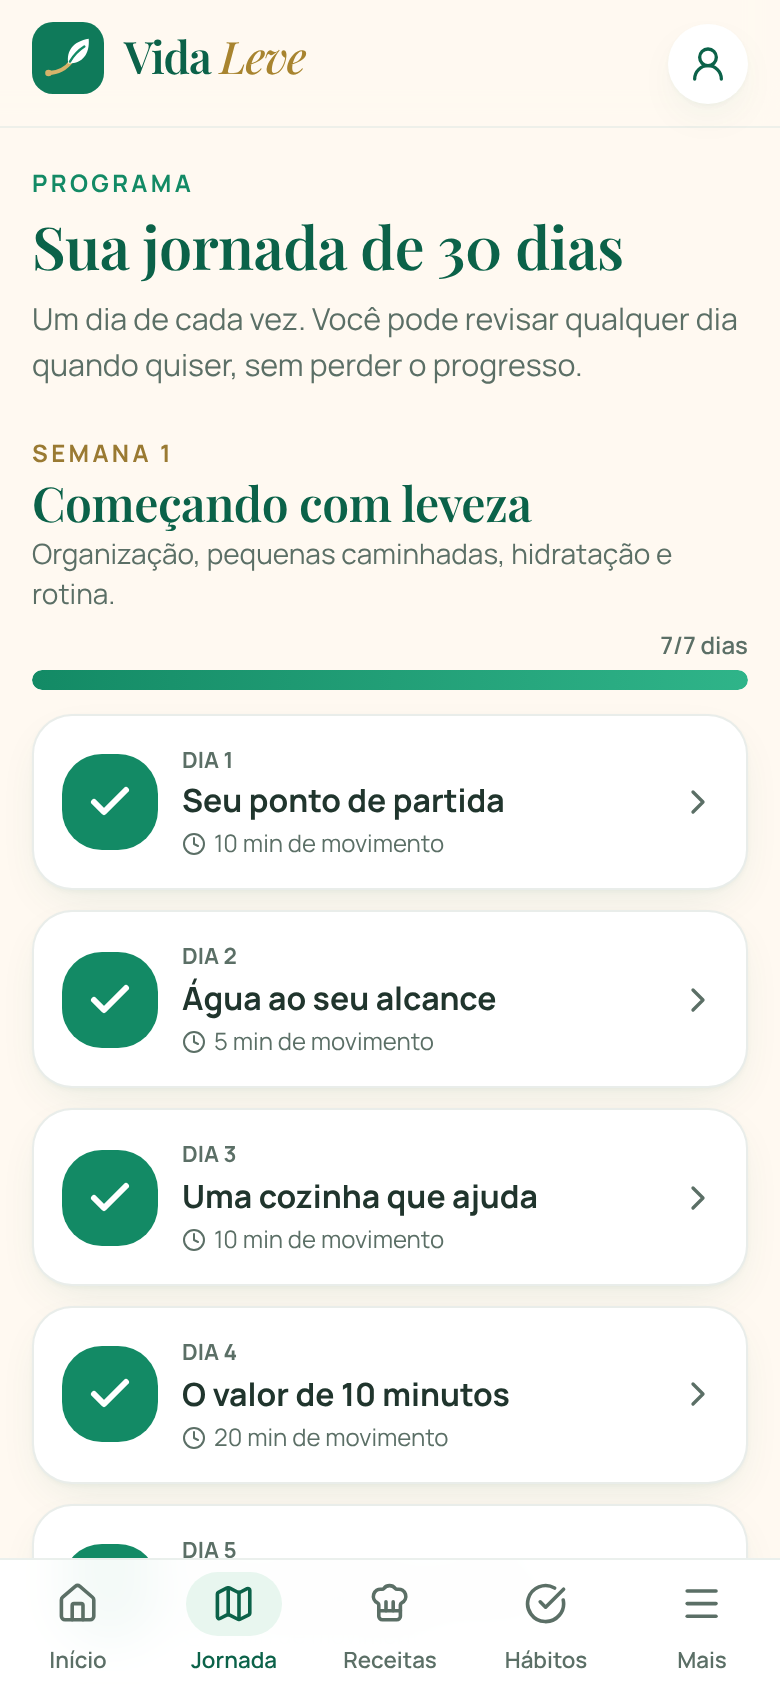 Vida Leve
PROGRAMA
Sua jornada de 30 dias
Um dia de cada vez. Você pode revisar qualquer dia
quando quiser, sem perder o progresso.
SEMANA 1
Começando com leveza
Organização, pequenas caminhadas, hidratação e
rotina.
7/7 dias
DIA 1
Seu ponto de partida
10 min de movimento
DIA 2
Água ao seu alcance
5 min de movimento
DIA 3
Uma cozinha que ajuda
10 min de movimento
DIA 4
O valor de 10 minutos
20 min de movimento
DIA 5
Início
Jornada
Receitas
Hábitos
Mais